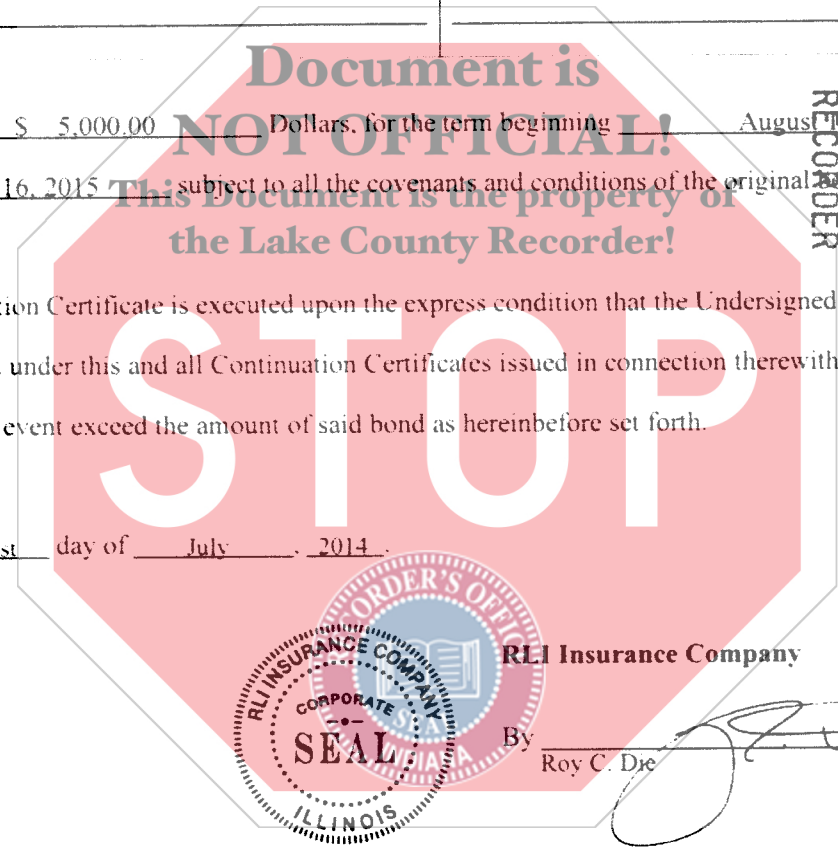 Document is
$ 5,000.00 Dollars, for the term beginning August
NOT OFFICIAL!
RECORDER
16, 2015 subject to all the covenants and conditions of the original
This Document is the property of
the Lake County Recorder!
tion Certificate is executed upon the express condition that the Undersigned
under this and all Continuation Certificates issued in connection therewith
event exceed the amount of said bond as hereinbefore set forth.
STOP
st day of July , 2014 .
RECORDER'S OFFICE
SEAL
INDIANA
RLI INSURANCE COMPANY
CORPORATE
SEAL
ILLINOIS
RLI Insurance Company
By
Roy C. Die